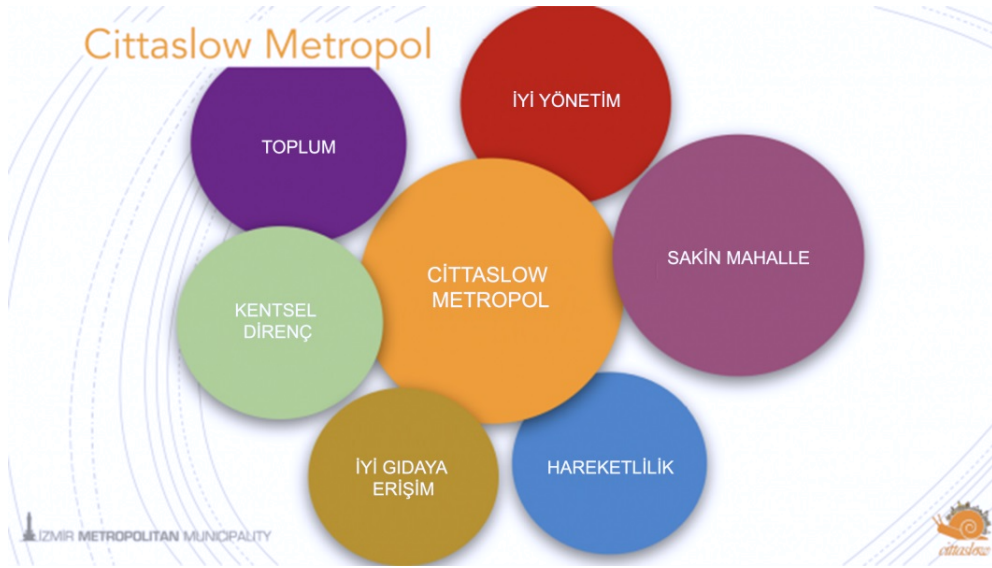 Cittaslow Metropol
İYİ YÖNETİM
TOPLUM
SAKİN MAHALLE
CİTTASLOW
METROPOL
KENTSEL
DİRENÇ
İYİ GIDAYA
ERİŞİM
HAREKETLİLİK
İZMİR METROPOLITAN MUNICIPALITY
cittaslow